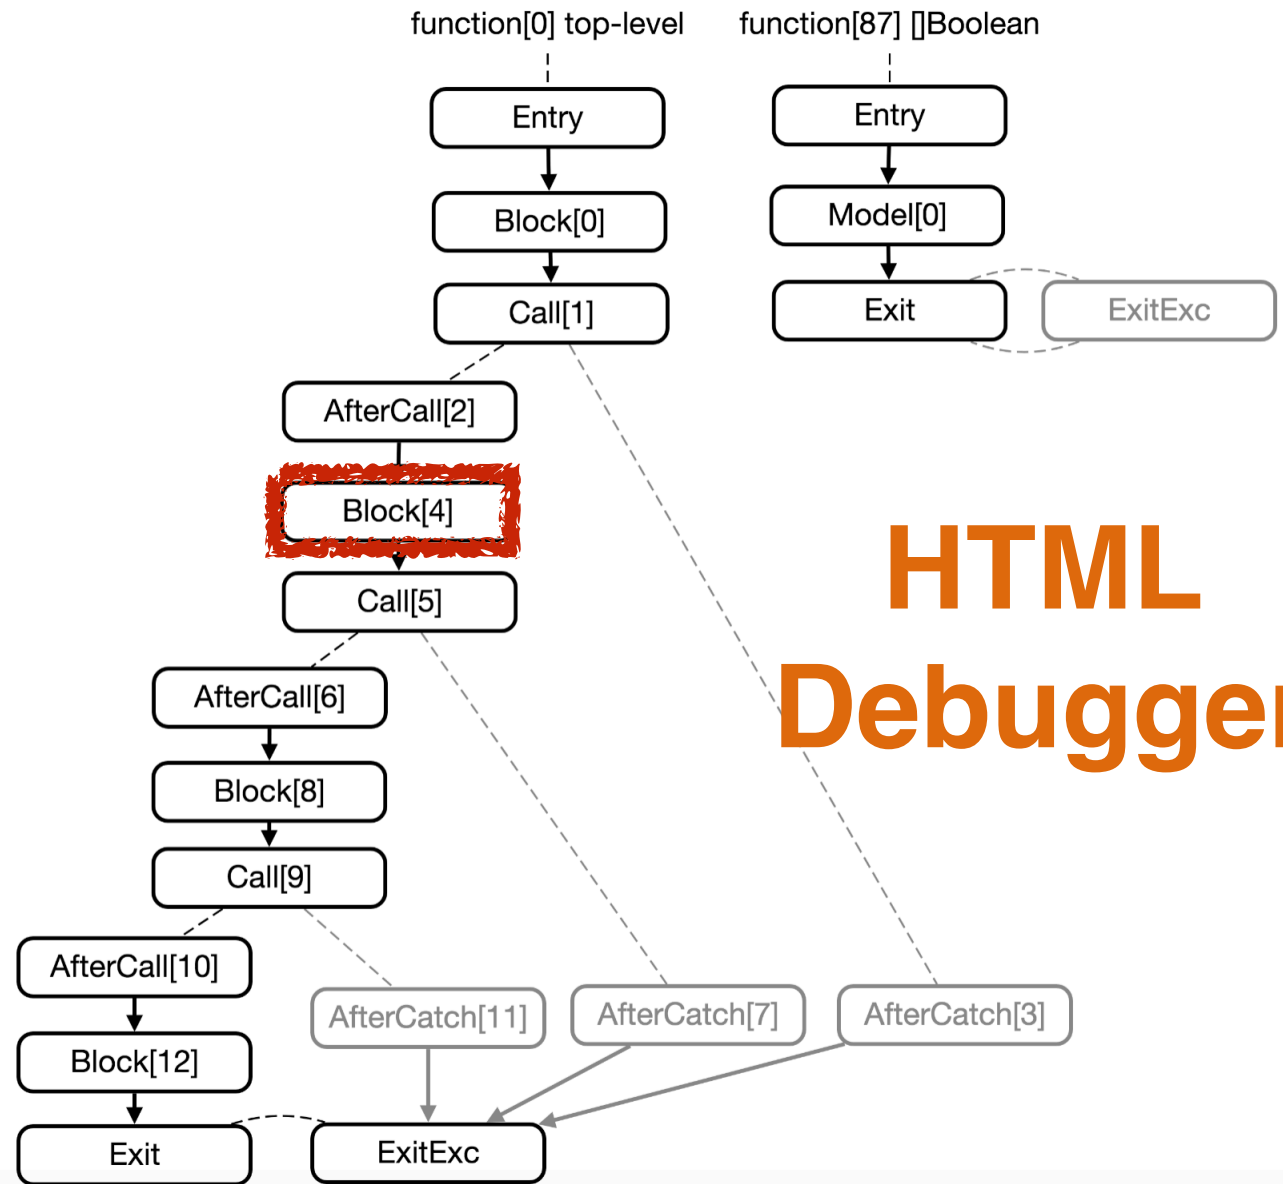 function[0] top-level
function[87] []Boolean
Entry
Entry
Block[0]
Model[0]
Call[1]
Exit
ExitExc
AfterCall[2]
Block[4]
HTML
Debugger
Call[5]
AfterCall[6]
Block[8]
Call[9]
AfterCall[10]
AfterCatch[11]
AfterCatch[7]
AfterCatch[3]
Block[12]
Exit
ExitExc